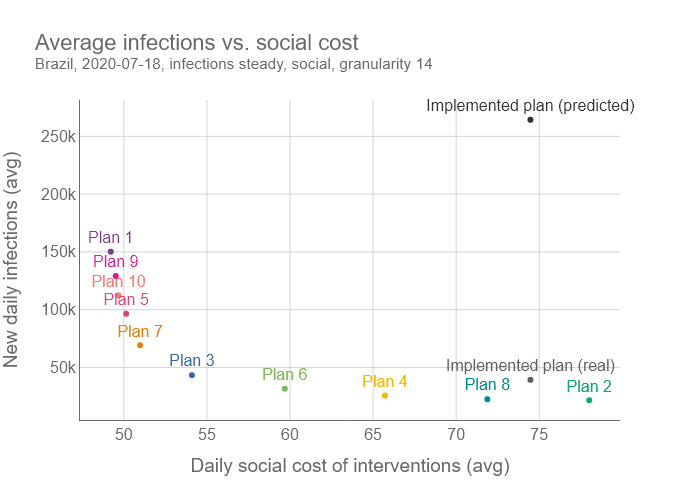 Average infections vs. social cost
Brazil, 2020-07-18, infections steady, social, granularity 14
Implemented plan (predicted)
250k
200k
150k
100k
50k
New daily infections (avg)
Plan 1
Plan 9
Plan 10
Plan 5
Plan 7
Plan 3
Plan 6
Plan 4
Implemented plan (real)
Plan 8
Plan 2
50
55
60
65
70
75
Daily social cost of interventions (avg)